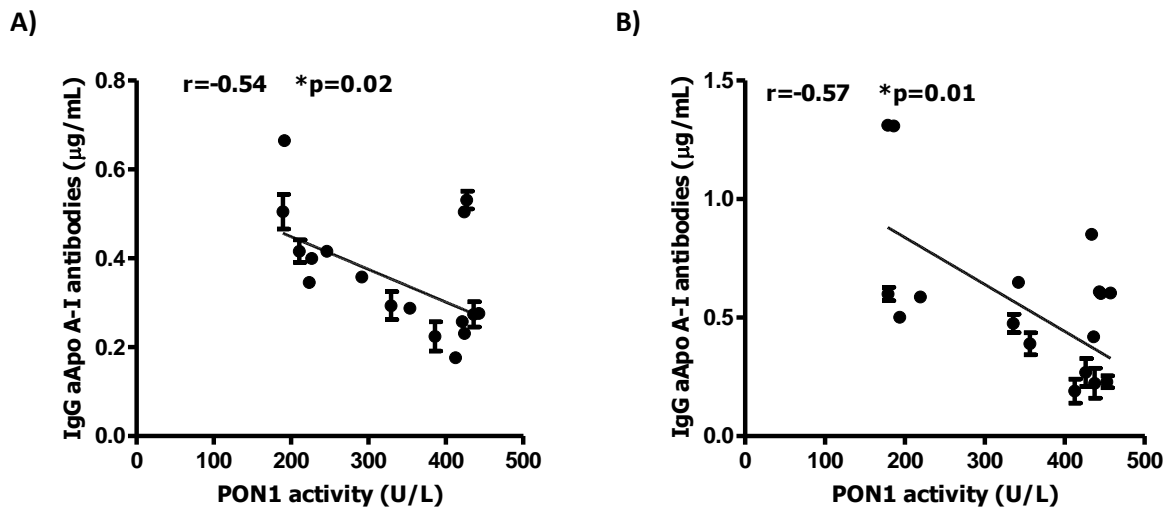 A)
r=-0.54 *p=0.02
IgG aApo A-I antibodies (µg/mL)
0.8
0.6
0.4
0.2
0.0
0 100 200 300 400 500
PON1 activity (U/L)
B)
r=-0.57 *p=0.01
IgG aApo A-I antibodies (µg/mL)
1.5
1.0
0.5
0.0
0 100 200 300 400 500
PON1 activity (U/L)